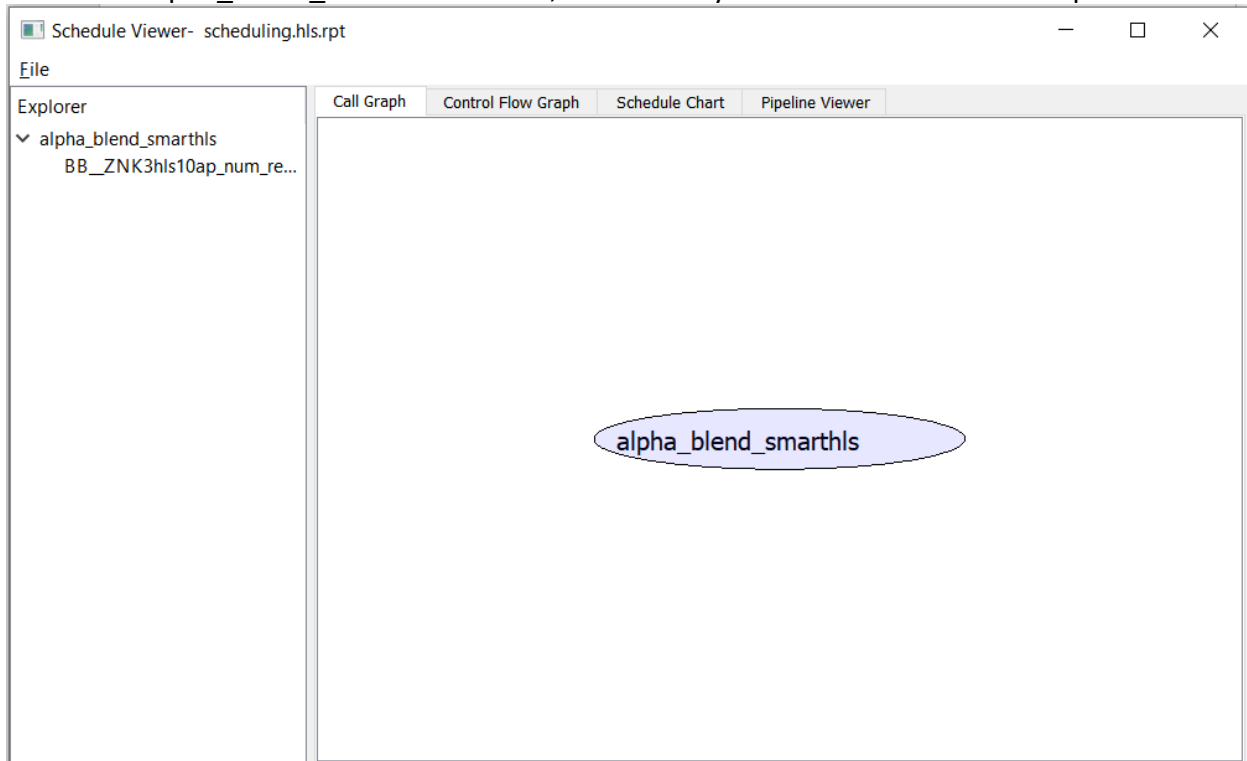 Schedule Viewer- scheduling.hls.rpt
File
Explorer
Call Graph Control Flow Graph Schedule Chart Pipeline Viewer
alpha_blend_smarthls
BB__ZNK3hls10ap_num_re...
alpha_blend_smarthls